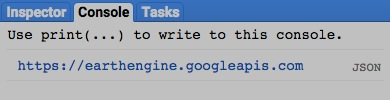 Inspector Console Tasks
Use print(...) to write to this console.
https://earthengine.googleapis.com JSON